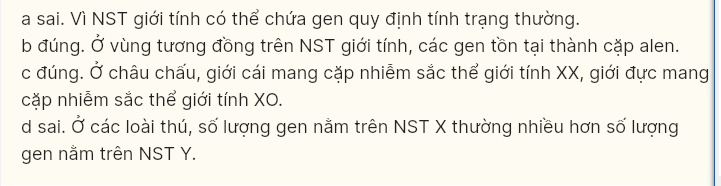 a sai. Vì NST giới tính có thể chứa gen quy định tính trạng thường.
b đúng. Ở vùng tương đồng trên NST giới tính, các gen tồn tại thành cặp alen.
c đúng. Ở châu chấu, giới cái mang cặp nhiễm sắc thể giới tính XX, giới đực mang
cặp nhiễm sắc thể giới tính XO.
d sai. Ở các loài thú, số lượng gen nằm trên NST X thường nhiều hơn số lượng
gen nằm trên NST Y.